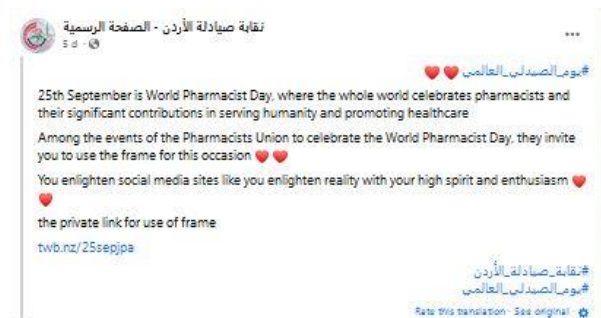 نقابة صيادلة الأردن - الصفحة الرسمية
5 d ·
#يوم_الصيدلي_العالمي ♥♥
25th September is World Pharmacist Day, where the whole world celebrates pharmacists and
their significant contributions in serving humanity and promoting healthcare
Among the events of the Pharmacists Union to celebrate the World Pharmacist Day, they invite
you to use the frame for this occasion ♥♥
You enlighten social media sites like you enlighten reality with your high spirit and enthusiasm ♥
♥
the private link for use of frame
twb.nz/25sepjpa
#نقابة_صيادلة_الأردن
#يوم_الصيدلي_العالمي
Rate this translation · See original ·